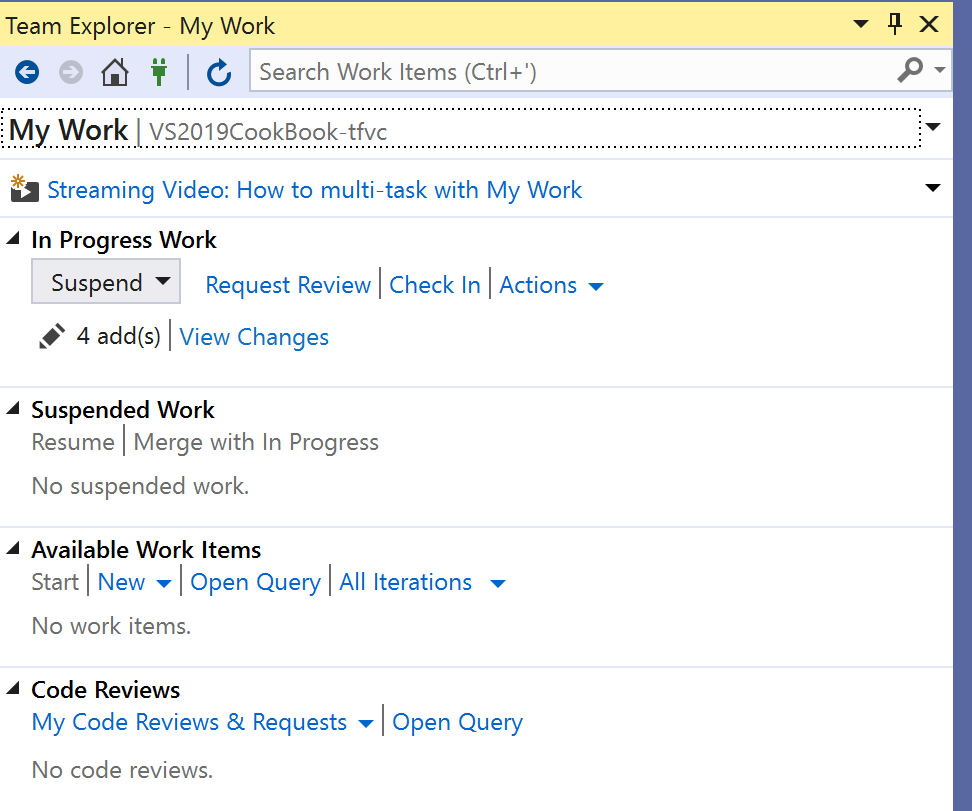 Team Explorer - My Work
Search Work Items (Ctrl+')
My Work | VS2019CookBook-tfvc
Streaming Video: How to multi-task with My Work
In Progress Work
Suspend Request Review | Check In | Actions
4 add(s) | View Changes
Suspended Work
Resume | Merge with In Progress
No suspended work.
Available Work Items
Start | New | Open Query | All Iterations
No work items.
Code Reviews
My Code Reviews & Requests | Open Query
No code reviews.